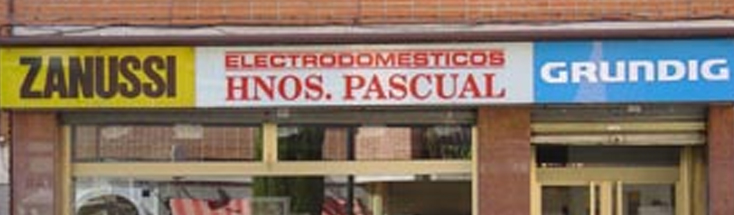 ZANUSSI
ELECTRODOMESTICOS
HNOS. PASCUAL
GRUNDIG